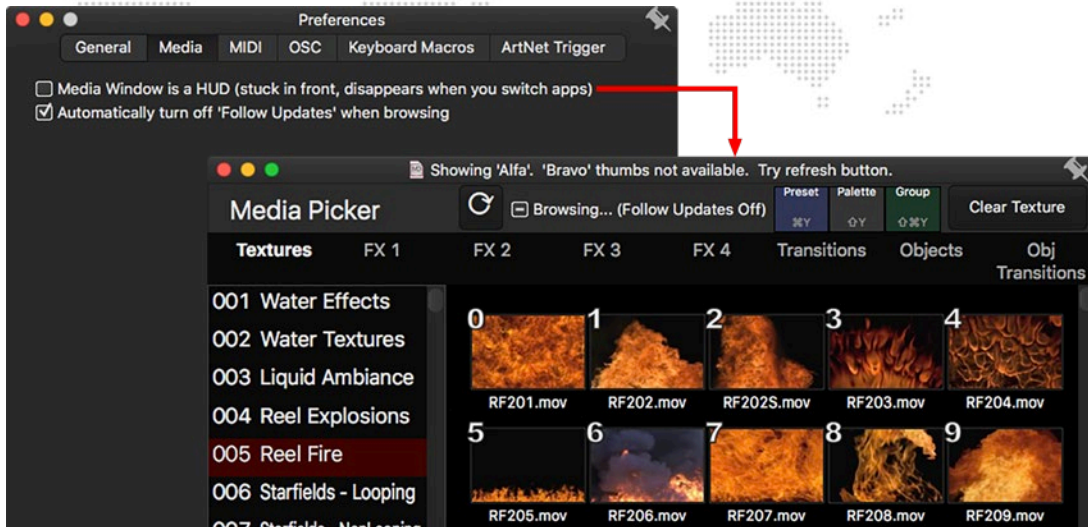 Preferences
General Media MIDI OSC Keyboard Macros ArtNet Trigger
Media Window is a HUD (stuck in front, disappears when you switch apps)
Automatically turn off 'Follow Updates' when browsing
Showing 'Alfa'. 'Bravo' thumbs not available. Try refresh button.
Media Picker
Browsing... (Follow Updates Off)
Preset Palette Group
⌘Y ⇧Y ⇧⌘Y
Clear Texture
Textures FX 1 FX 2 FX 3 FX 4 Transitions Objects Obj
Transitions
001 Water Effects
002 Water Textures
003 Liquid Ambiance
004 Reel Explosions
005 Reel Fire
006 Starfields - Looping
007 Starfields - NonLooping
0 1 2 3 4
RF201.mov RF202.mov RF202S.mov RF203.mov RF204.mov
5 6 7 8 9
RF205.mov RF206.mov RF207.mov RF208.mov RF209.mov